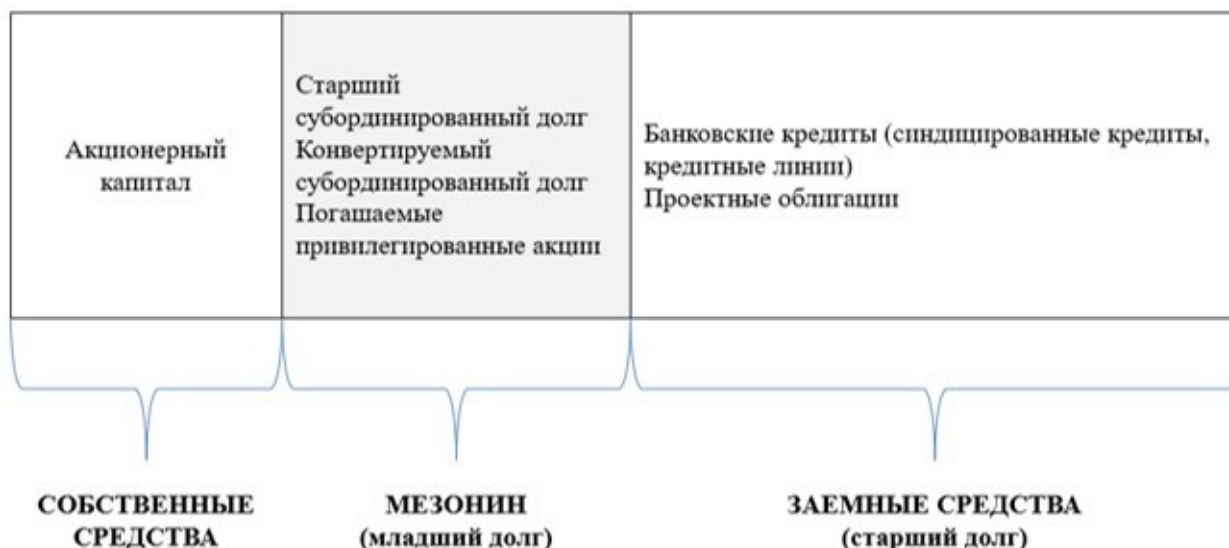 Акционерный
капитал
Старший
субординированный долг
Конвертируемый
субординированный долг
Погашаемые
привилегированные акции
Банковские кредиты (синдицированные кредиты,
кредитные линии)
Проектные облигации
СОБСТВЕННЫЕ
СРЕДСТВА
МЕЗОНИН
(младший долг)
ЗАЕМНЫЕ СРЕДСТВА
(старший долг)